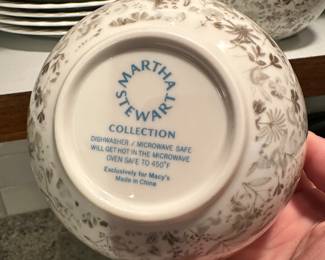 MARTHA
STEWART
COLLECTION
DISHWASHER / MICROWAVE SAFE
WILL GET HOT IN THE MICROWAVE
OVEN SAFE TO 450°F
Exclusively for Macy's
Made in China